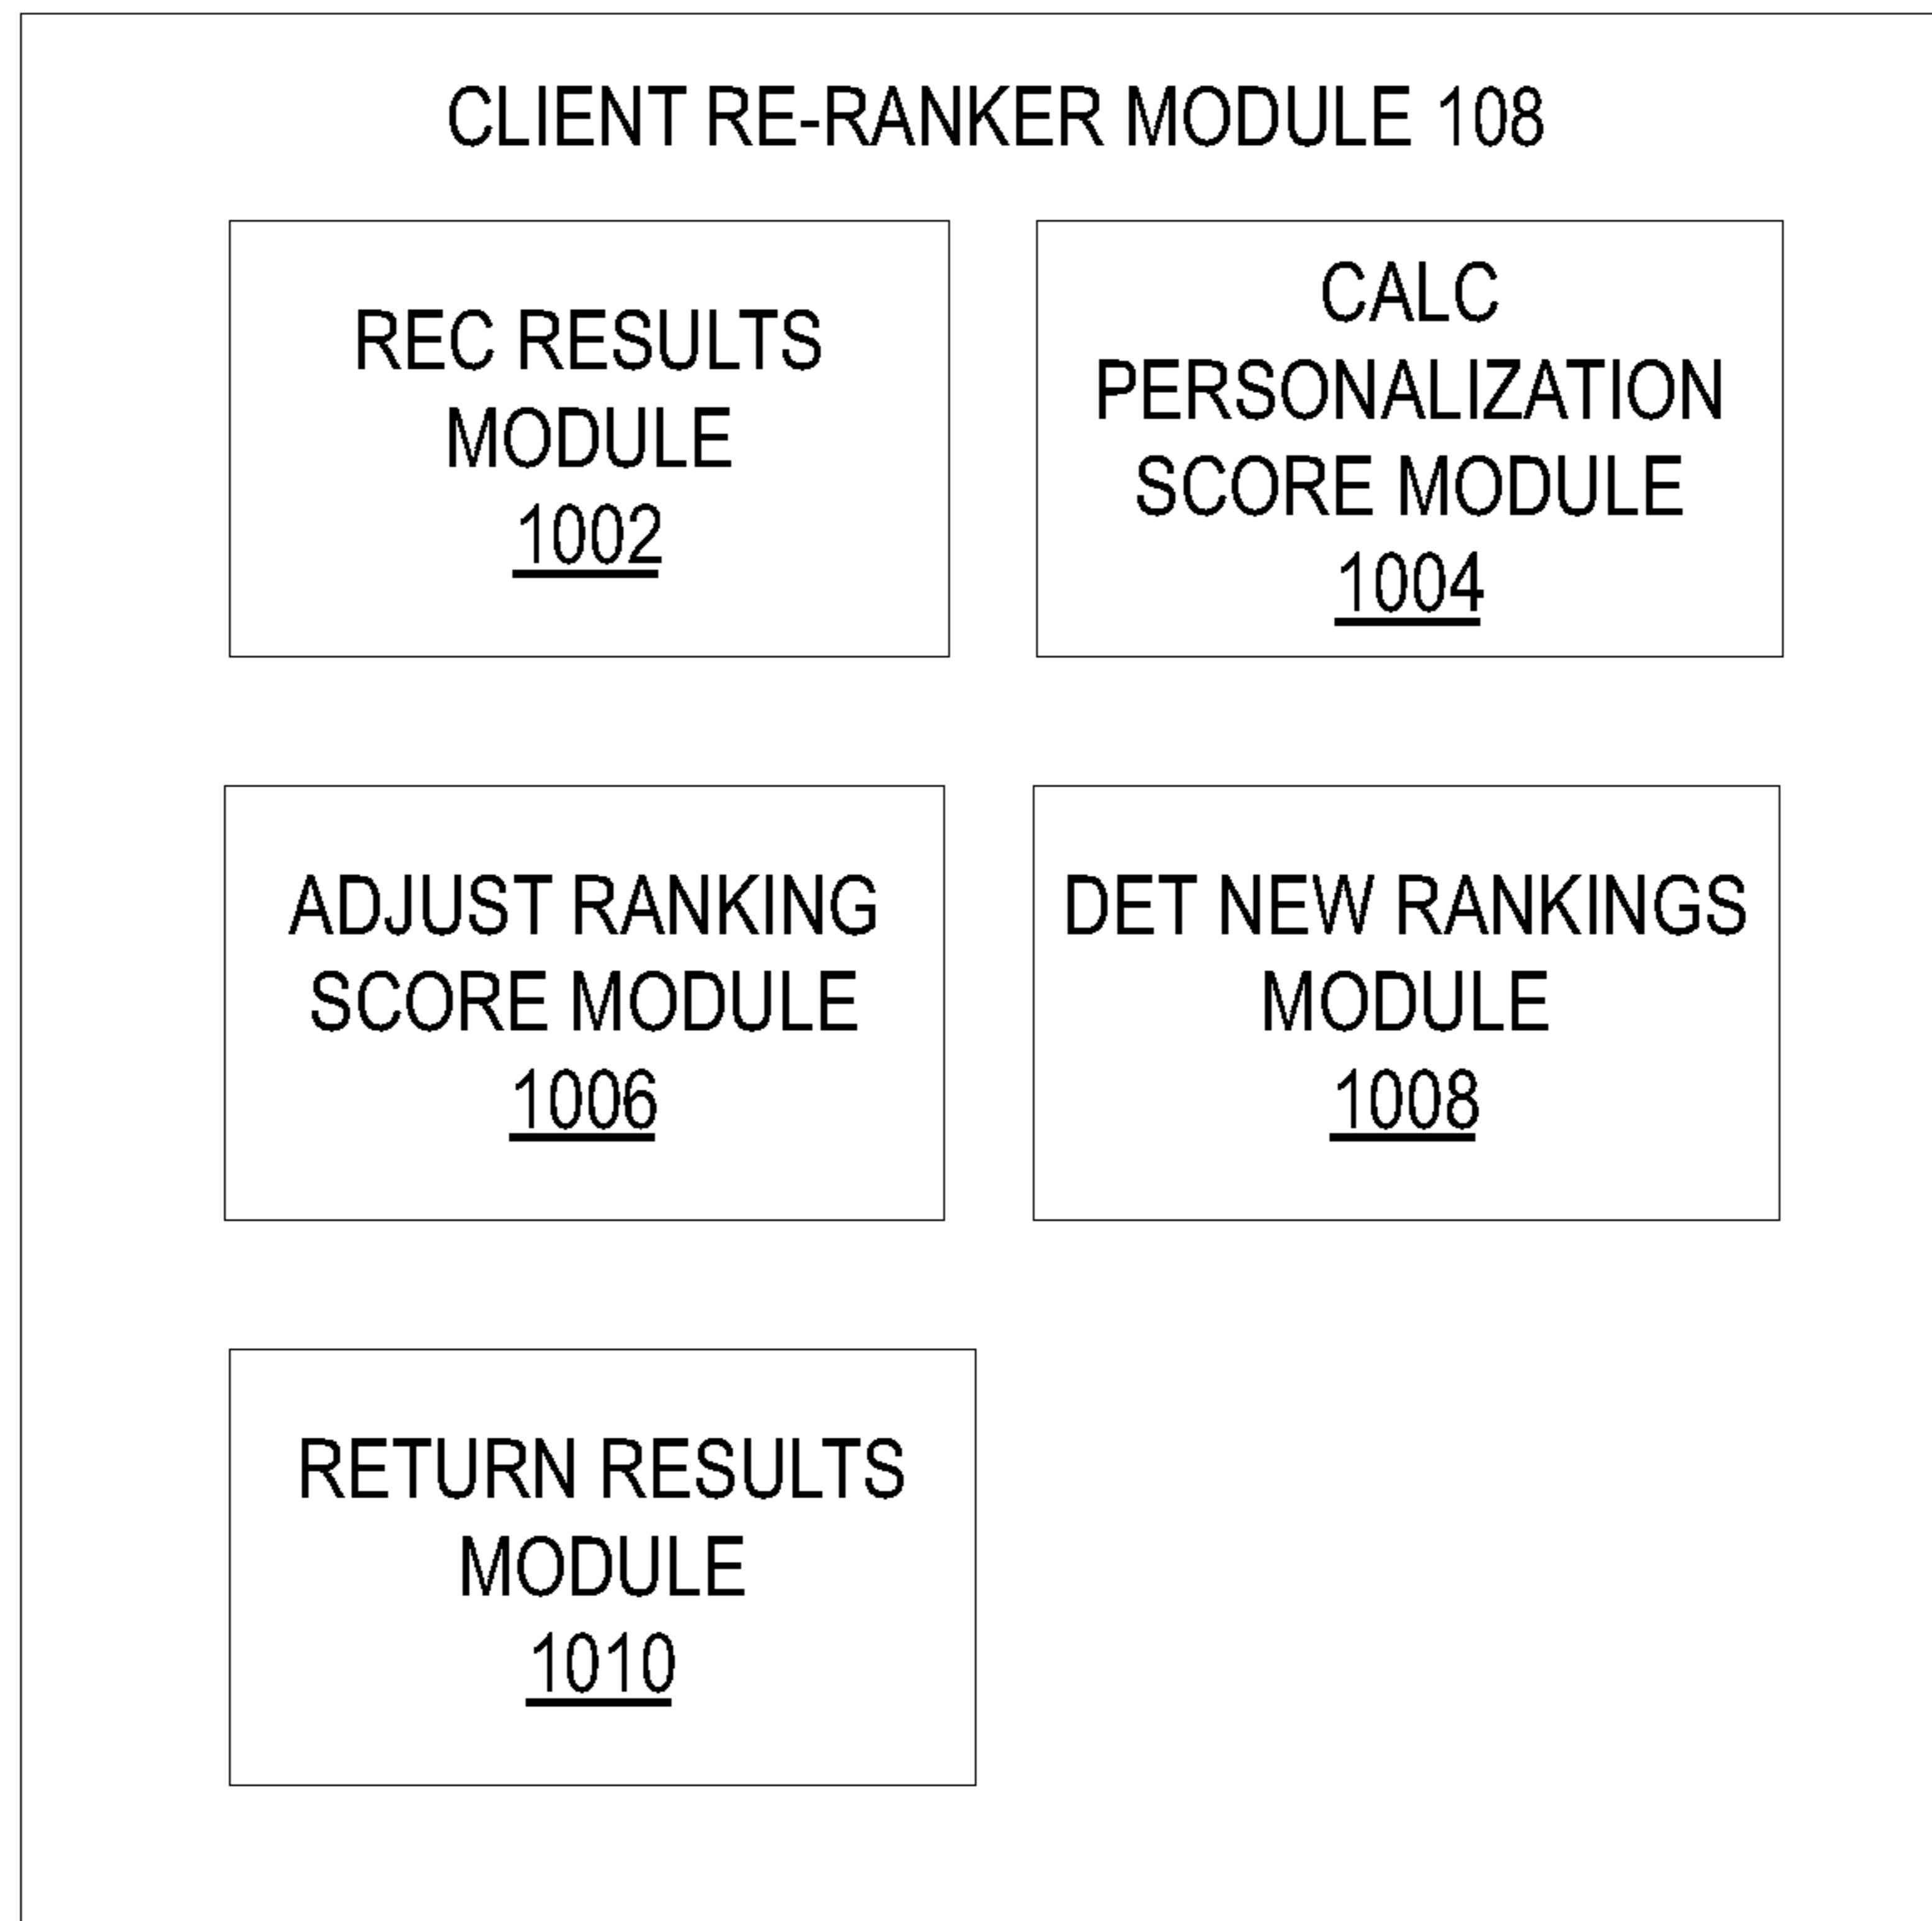 CLIENT RE-RANKER MODULE 108
REC RESULTS
MODULE
1002
CALC
PERSONALIZATION
SCORE MODULE
1004
ADJUST RANKING
SCORE MODULE
1006
DET NEW RANKINGS
MODULE
1008
RETURN RESULTS
MODULE
1010